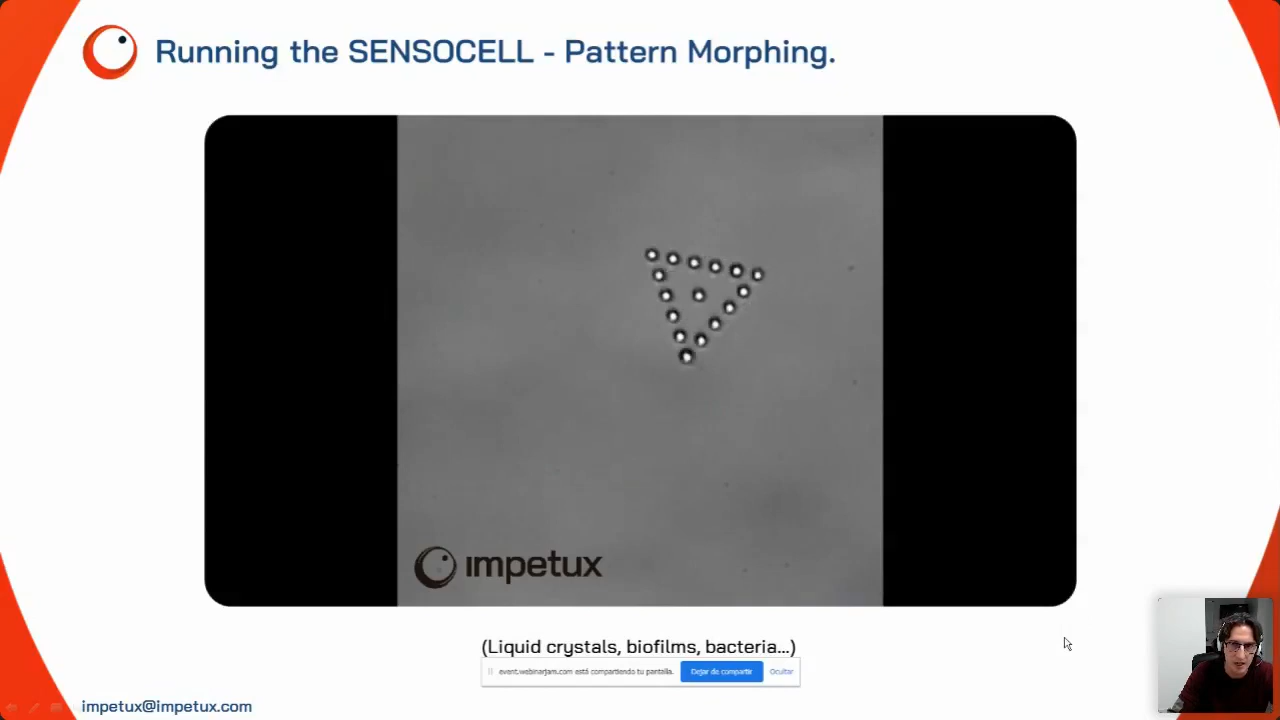 Running the SENSOCELL - Pattern Morphing.
impetux
(Liquid crystals, biofilms, bacteria...)
event.webinarjam.com está compartiendo tu pantalla. Dejar de compartir Ocultar
impetux@impetux.com